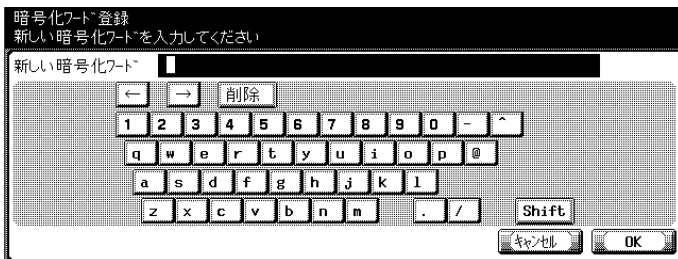 暗号化ワード登録
新しい暗号化ワードを入力してください
新しい暗号化ワード
← → 削除
1 2 3 4 5 6 7 8 9 0 - ^
q w e r t y u i o p @
a s d f g h j k l
z x c v b n m . / Shift
キャンセル OK